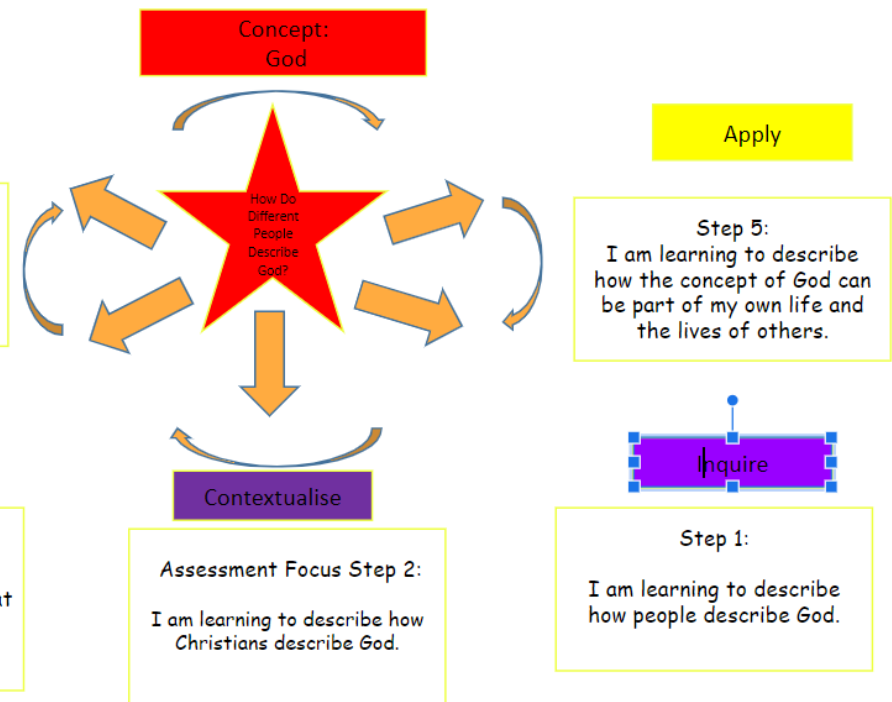 Concept:
God
How Do
Different
People
Describe
God?
Apply
Step 5:
I am learning to describe
how the concept of God can
be part of my own life and
the lives of others.
Contextualise
Assessment Focus Step 2:
I am learning to describe how
Christians describe God.
Inquire
Step 1:
I am learning to describe
how people describe God.